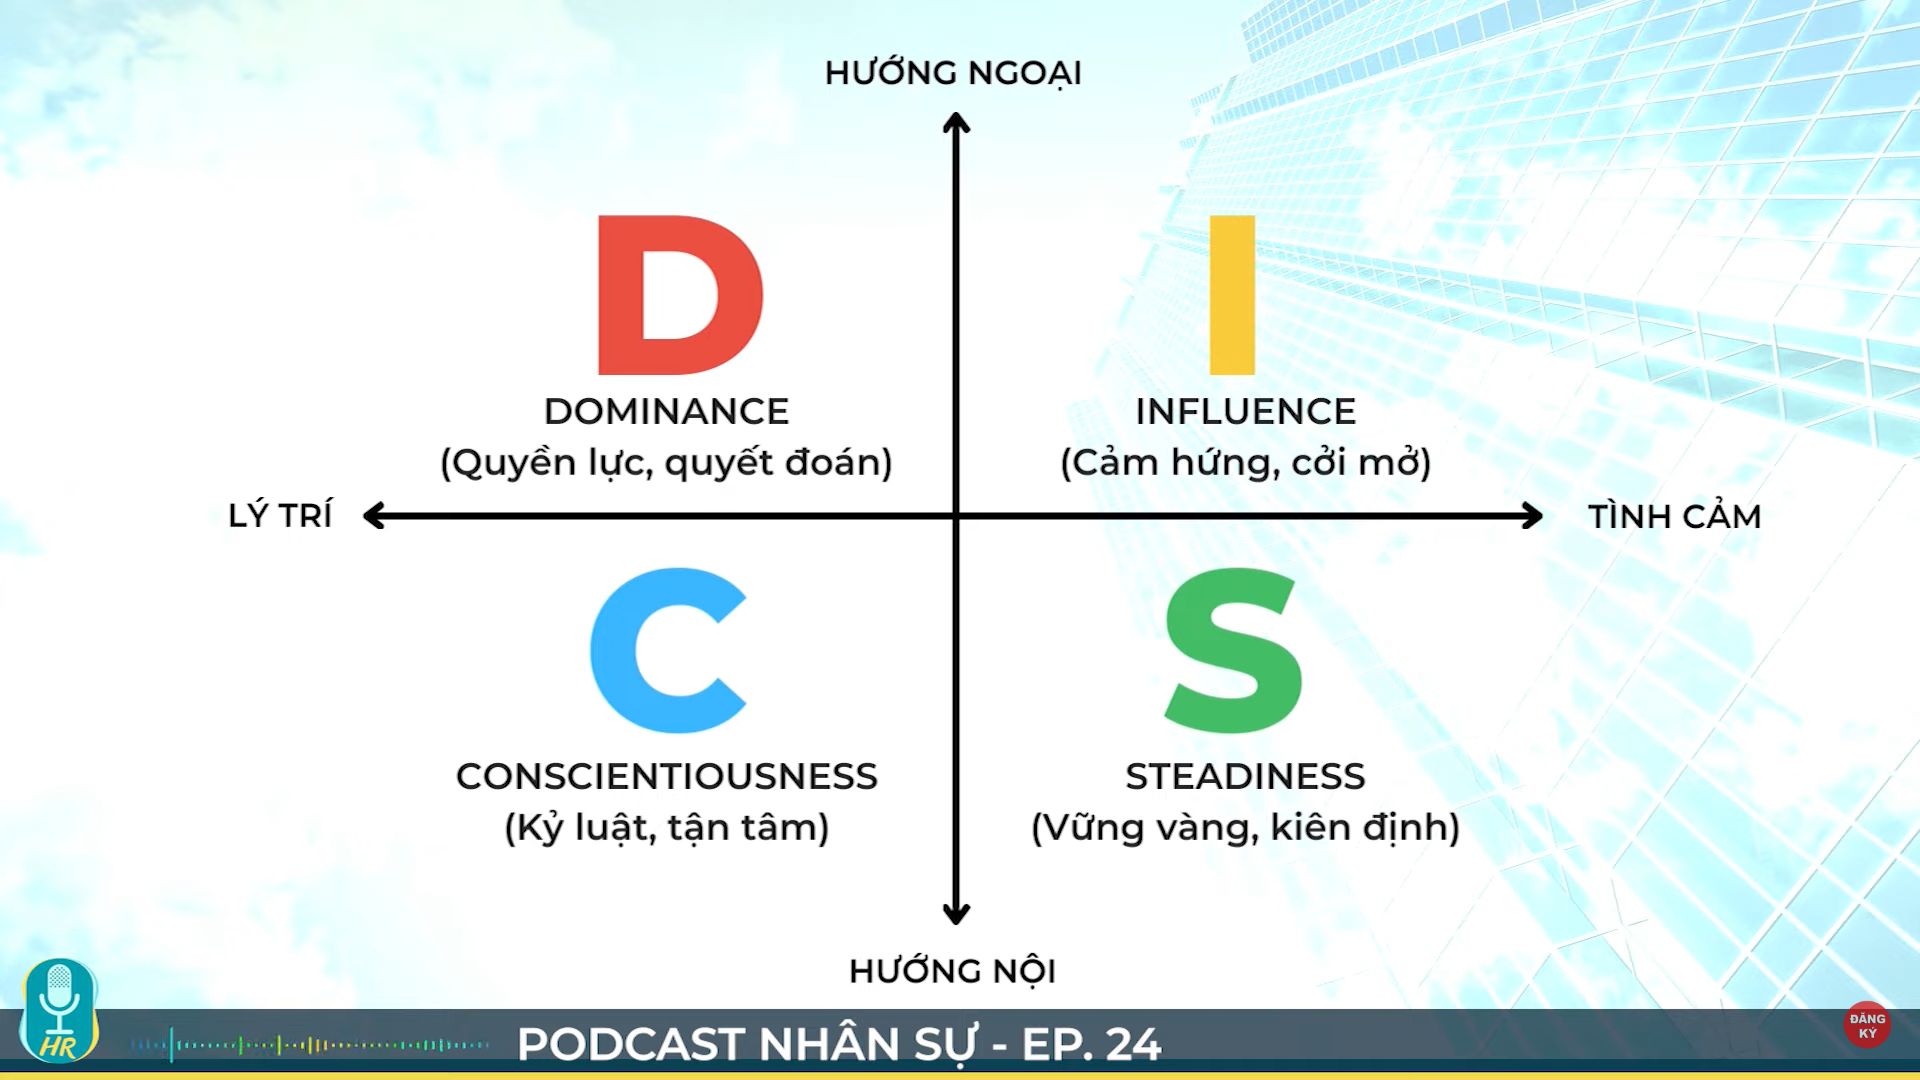 HƯỚNG NGOẠI
D
DOMINANCE
(Quyền lực, quyết đoán)
I
INFLUENCE
(Cảm hứng, cởi mở)
LÝ TRÍ
TÌNH CẢM
C
CONSCIENTIOUSNESS
(Kỷ luật, tận tâm)
S
STEADINESS
(Vững vàng, kiên định)
HƯỚNG NỘI
HR
PODCAST NHÂN SỰ - EP. 24
ĐĂNG
KÝ